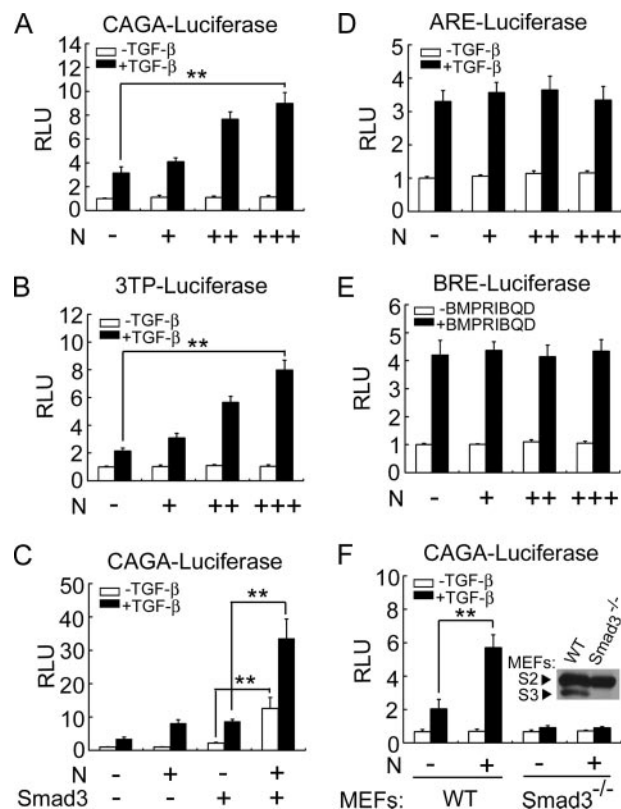 A CAGA-Luciferase
-TGF-β
+TGF-β
**
RLU
14
12
10
8
6
4
2
0
N - + ++ +++
B 3TP-Luciferase
-TGF-β
+TGF-β
**
RLU
12
10
8
6
4
2
0
N - + ++ +++
C CAGA-Luciferase
-TGF-β
+TGF-β
**
**
RLU
50
40
30
20
10
0
N - + - +
Smad3 - - + +
D ARE-Luciferase
-TGF-β
+TGF-β
RLU
5
4
3
2
1
0
N - + ++ +++
E BRE-Luciferase
-BMPRIBQD
+BMPRIBQD
RLU
6
5
4
3
2
1
0
N - + ++ +++
F CAGA-Luciferase
-TGF-β
+TGF-β
**
RLU
10
8
6
4
2
0
MEFs: WT Smad3-/-
S2
S3
N - + - +
MEFs: WT Smad3-/-